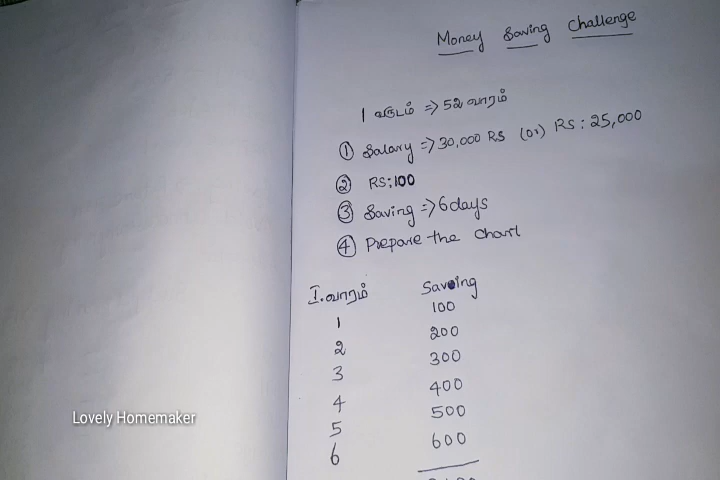 Money Saving Challenge
1 வருடம் => 52 வாரம்
① Salary => 30,000 RS (or) RS: 25,000
② RS:100
③ Saving => 6 days
④ Prepare the Chart
I. வாரம் Saving
1 100
2 200
3 300
4 400
5 500
6 600
Lovely Homemaker